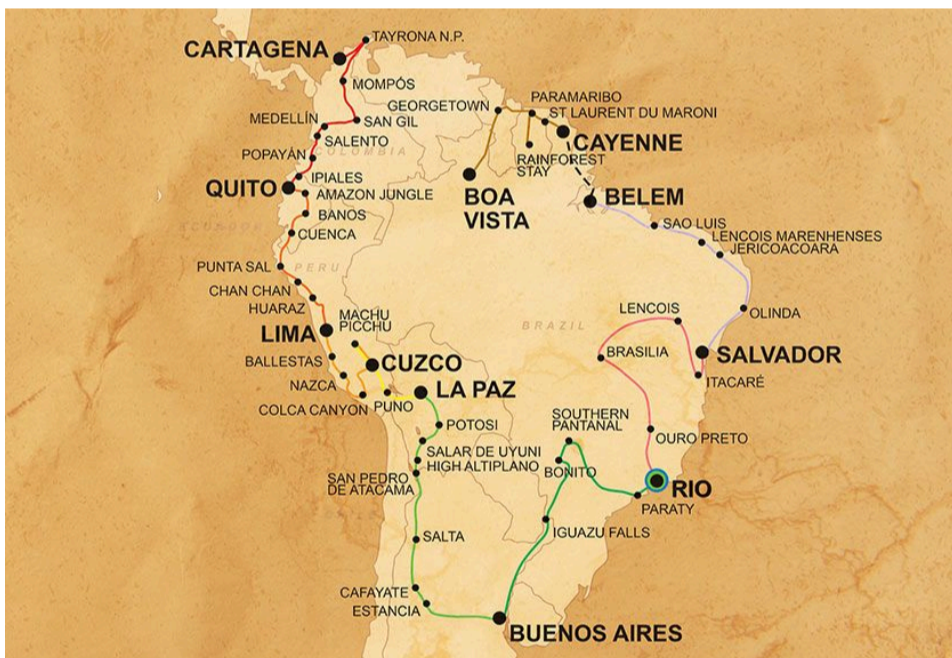 TAYRONA N.P.
CARTAGENA
MOMPÓS
GEORGETOWN
PARAMARIBO
ST LAURENT DU MARONI
MEDELLÍN
SAN GIL
SALENTO
CAYENNE
COLOMBIA
POPAYÁN
RAINFOREST
STAY
IPIALES
QUITO
AMAZON JUNGLE
BOA
VISTA
BELEM
BANOS
SAO LUIS
ECUADOR
CUENCA
LENCOIS MARENHENSES
JERICOACOARA
PUNTA SAL
PERU
CHAN CHAN
HUARAZ
LENCOIS
OLINDA
MACHU
PICCHU
LIMA
BRAZIL
BRASILIA
SALVADOR
BALLESTAS
CUZCO
ITACARÉ
NAZCA
LA PAZ
COLCA CANYON
PUNO
SOUTHERN
PANTANAL
POTOSI
OURO PRETO
SALAR DE UYUNI
HIGH ALTIPLANO
BONITO
SAN PEDRO
DE ATACAMA
RIO
PARATY
IGUAZU FALLS
SALTA
CAFAYATE
ESTANCIA
BUENOS AIRES